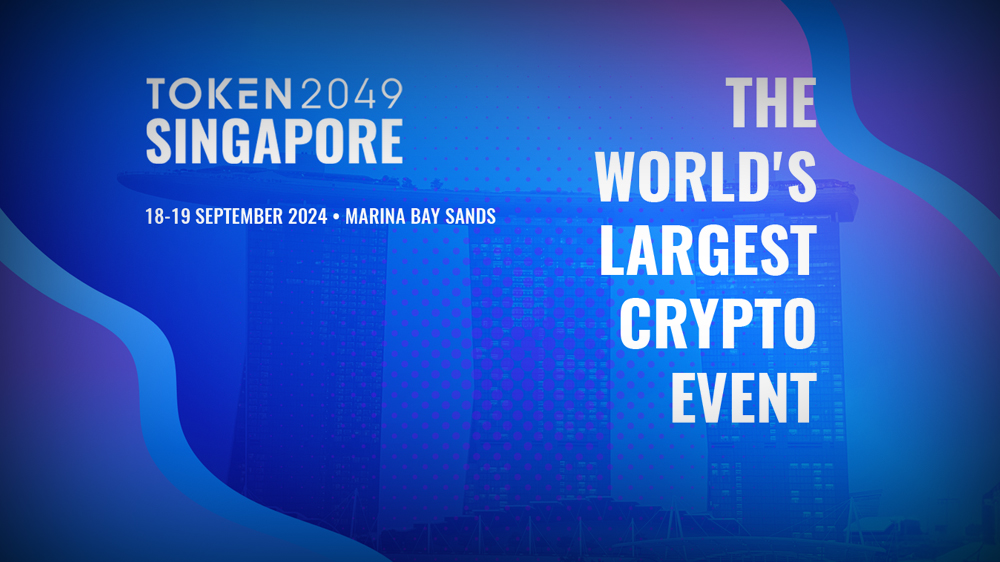 TOKEN2049
SINGAPORE
18-19 SEPTEMBER 2024 • MARINA BAY SANDS
THE
WORLD'S
LARGEST
CRYPTO
EVENT